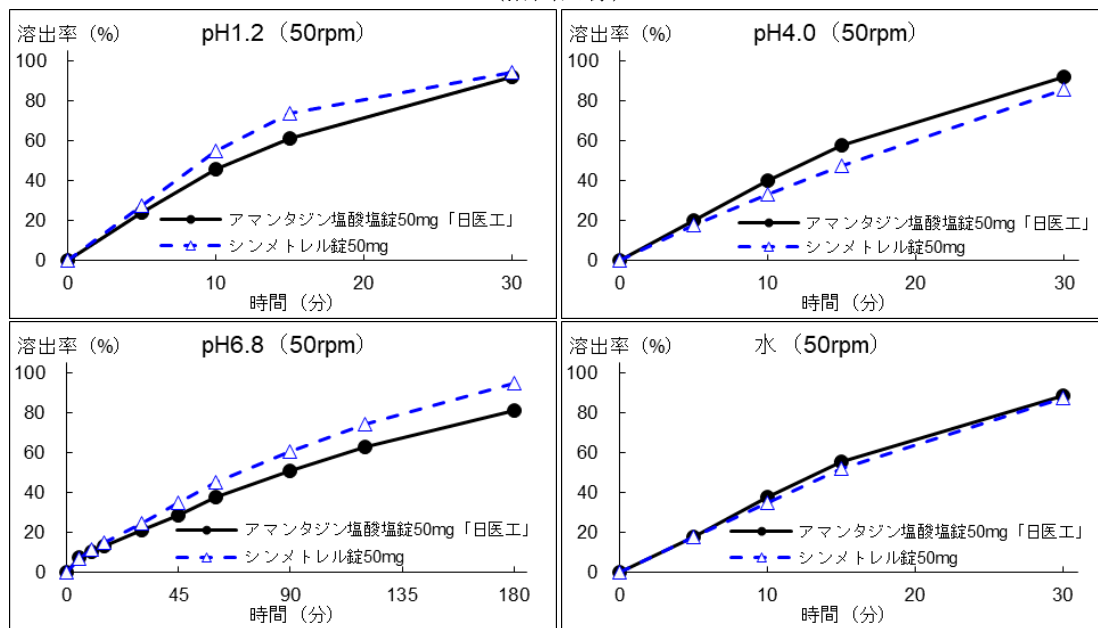 溶出率 (%)
pH1.2 (50rpm)
100
80
60
40
20
0
アマンタジン塩酸塩錠50mg「日医工」
シンメトレル錠50mg
0 10 20 30
時間 (分)
溶出率 (%)
pH4.0 (50rpm)
100
80
60
40
20
0
アマンタジン塩酸塩錠50mg「日医工」
シンメトレル錠50mg
0 10 20 30
時間 (分)
溶出率 (%)
pH6.8 (50rpm)
100
80
60
40
20
0
アマンタジン塩酸塩錠50mg「日医工」
シンメトレル錠50mg
0 45 90 135 180
時間 (分)
溶出率 (%)
水 (50rpm)
100
80
60
40
20
0
アマンタジン塩酸塩錠50mg「日医工」
シンメトレル錠50mg
0 10 20 30
時間 (分)